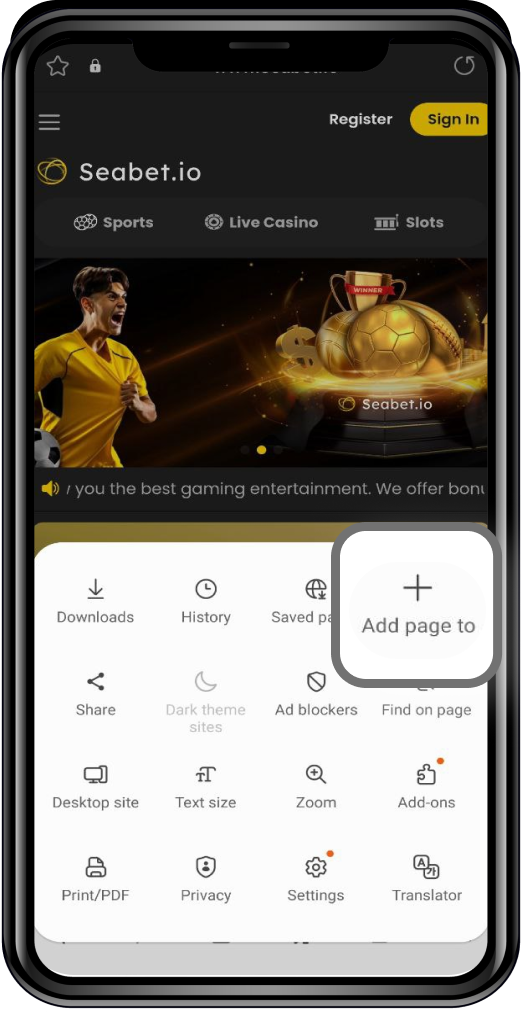 Register
Sign In
Seabet.io
Sports
Live Casino
Slots
WINNER
Seabet.io
you the best gaming entertainment. We offer
Downloads
History
Saved
Add page to
Share
Dark theme
sites
Ad blockers
Find on page
Desktop site
Text size
Zoom
Add-ons
Print/PDF
Privacy
Settings
Translator